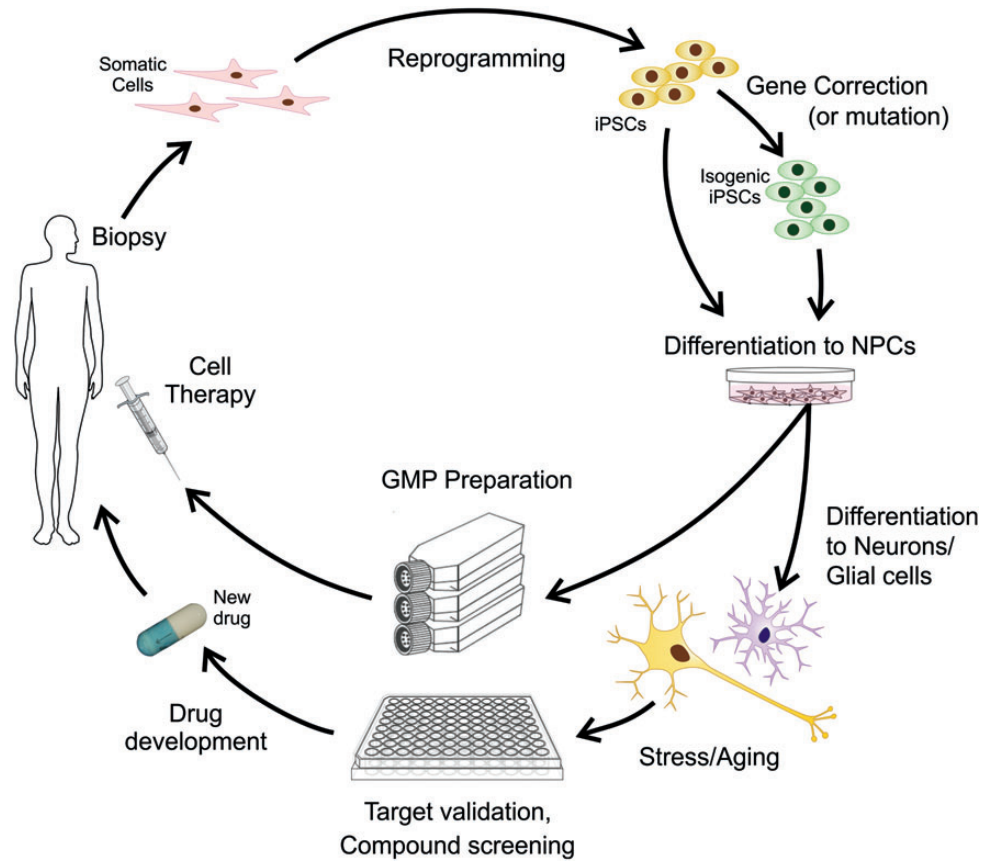 Somatic
Cells
Reprogramming
iPSCs
Gene Correction
(or mutation)
Isogenic
iPSCs
Biopsy
Differentiation to NPCs
Cell
Therapy
GMP Preparation
Differentiation
to Neurons/
Glial cells
New
drug
Drug
development
Stress/Aging
Target validation,
Compound screening